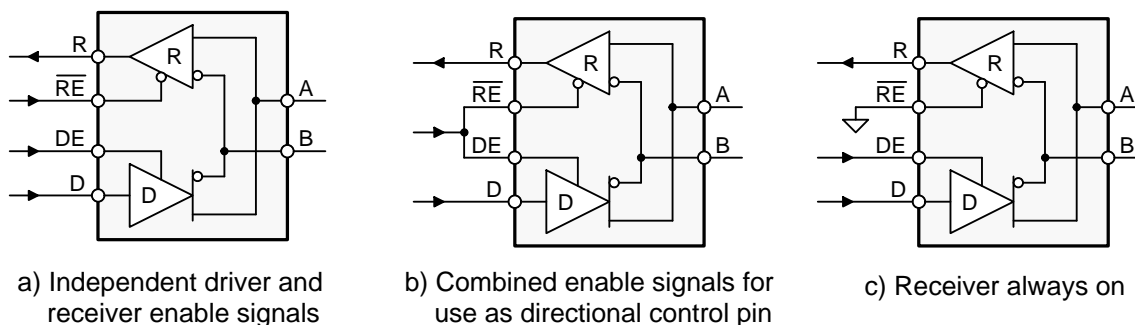 R
R
RE
A
DE
B
D
D
a) Independent driver and
receiver enable signals
R
R
RE
A
DE
B
D
D
b) Combined enable signals for
use as directional control pin
R
R
RE
A
DE
B
D
D
c) Receiver always on